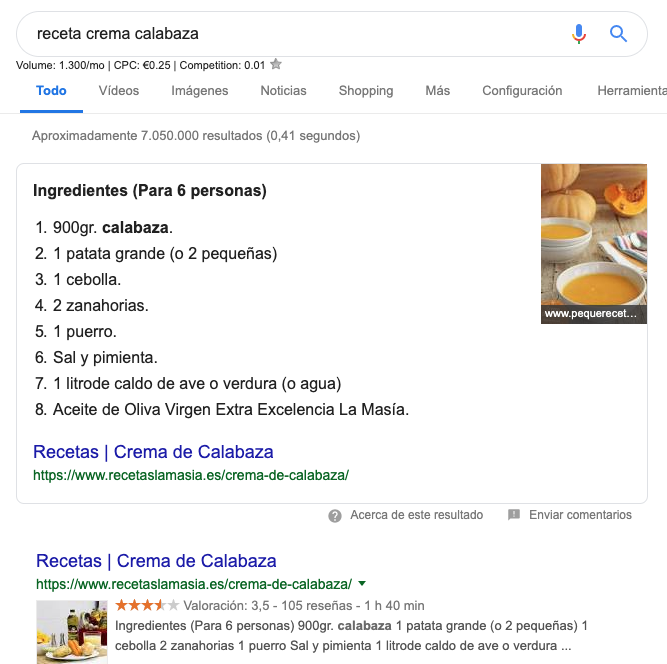 receta crema calabaza
Volume: 1.300/mo | CPC: €0.25 | Competition: 0.01
Todo Vídeos Imágenes Noticias Shopping Más Configuración Herramienta
Aproximadamente 7.050.000 resultados (0,41 segundos)
Ingredientes (Para 6 personas)
1. 900gr. calabaza.
2. 1 patata grande (o 2 pequeñas)
3. 1 cebolla.
4. 2 zanahorias.
5. 1 puerro.
6. Sal y pimienta.
7. 1 litrode caldo de ave o verdura (o agua)
8. Aceite de Oliva Virgen Extra Excelencia La Masía.
www.pequerecet...
Recetas | Crema de Calabaza
https://www.recetaslamasia.es/crema-de-calabaza/
Acerca de este resultado Enviar comentarios
Recetas | Crema de Calabaza
https://www.recetaslamasia.es/crema-de-calabaza/
Valoración: 3,5 - 105 reseñas - 1 h 40 min
Ingredientes (Para 6 personas) 900gr. calabaza 1 patata grande (o 2 pequeñas) 1
cebolla 2 zanahorias 1 puerro Sal y pimienta 1 litrode caldo de ave o verdura ...